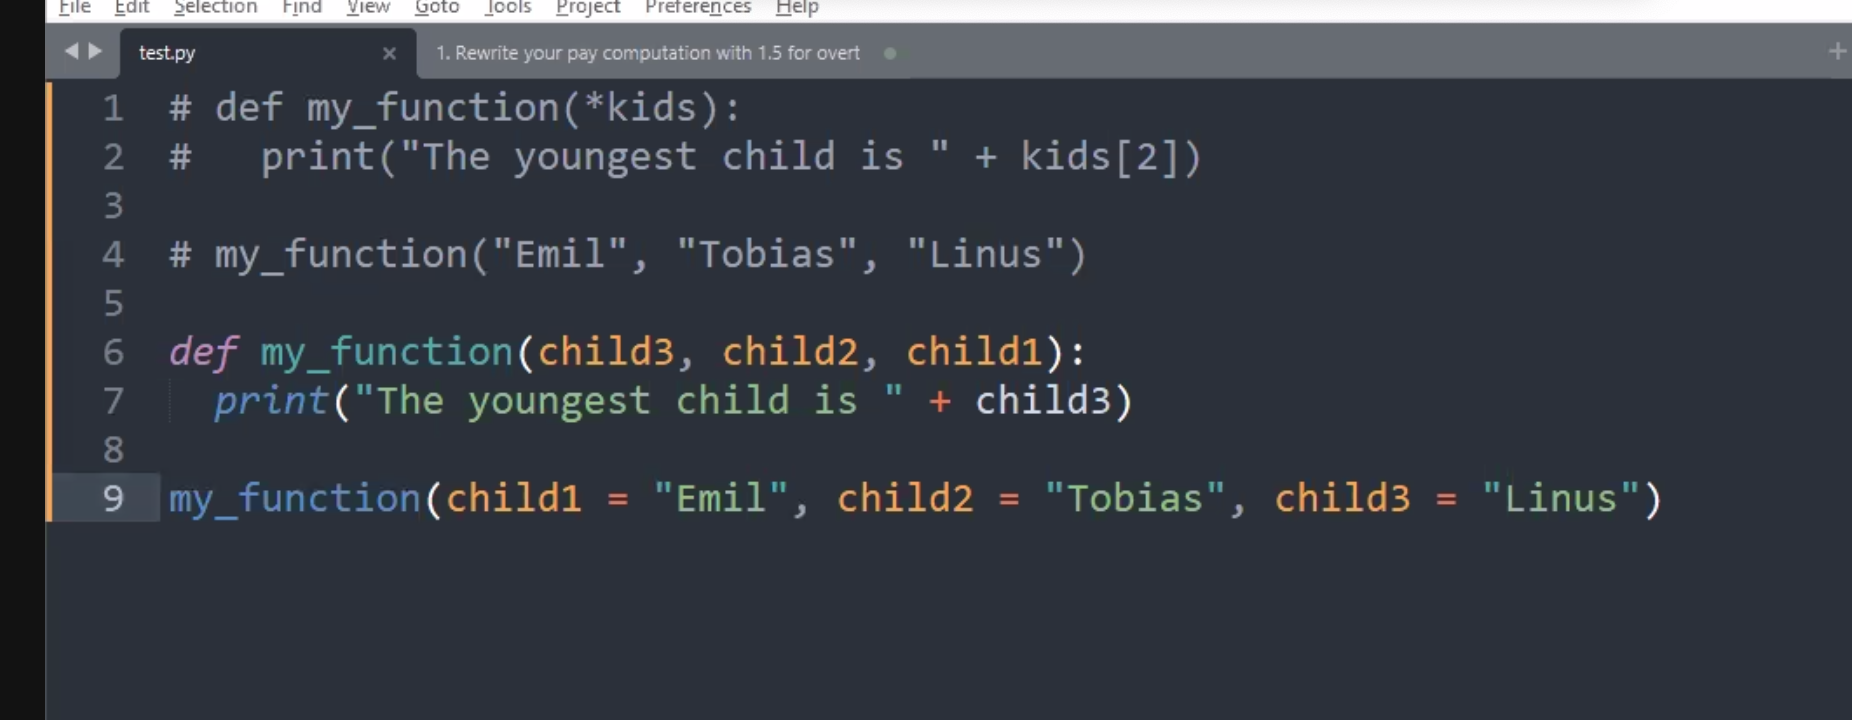 File Edit Selection Find View Goto Tools Project Preferences Help
test.py × 1. Rewrite your pay computation with 1.5 for overt
1 # def my_function(*kids):
2 #   print("The youngest child is " + kids[2])
3
4 # my_function("Emil", "Tobias", "Linus")
5
6 def my_function(child3, child2, child1):
7   print("The youngest child is " + child3)
8
9 my_function(child1 = "Emil", child2 = "Tobias", child3 = "Linus")